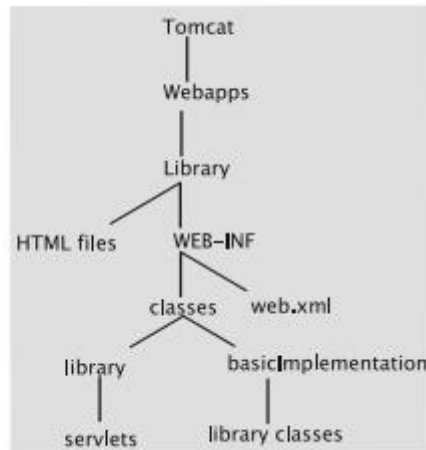 Tomcat
Webapps
Library
HTML files WEB-INF
classes web.xml
library basicImplementation
servlets library classes